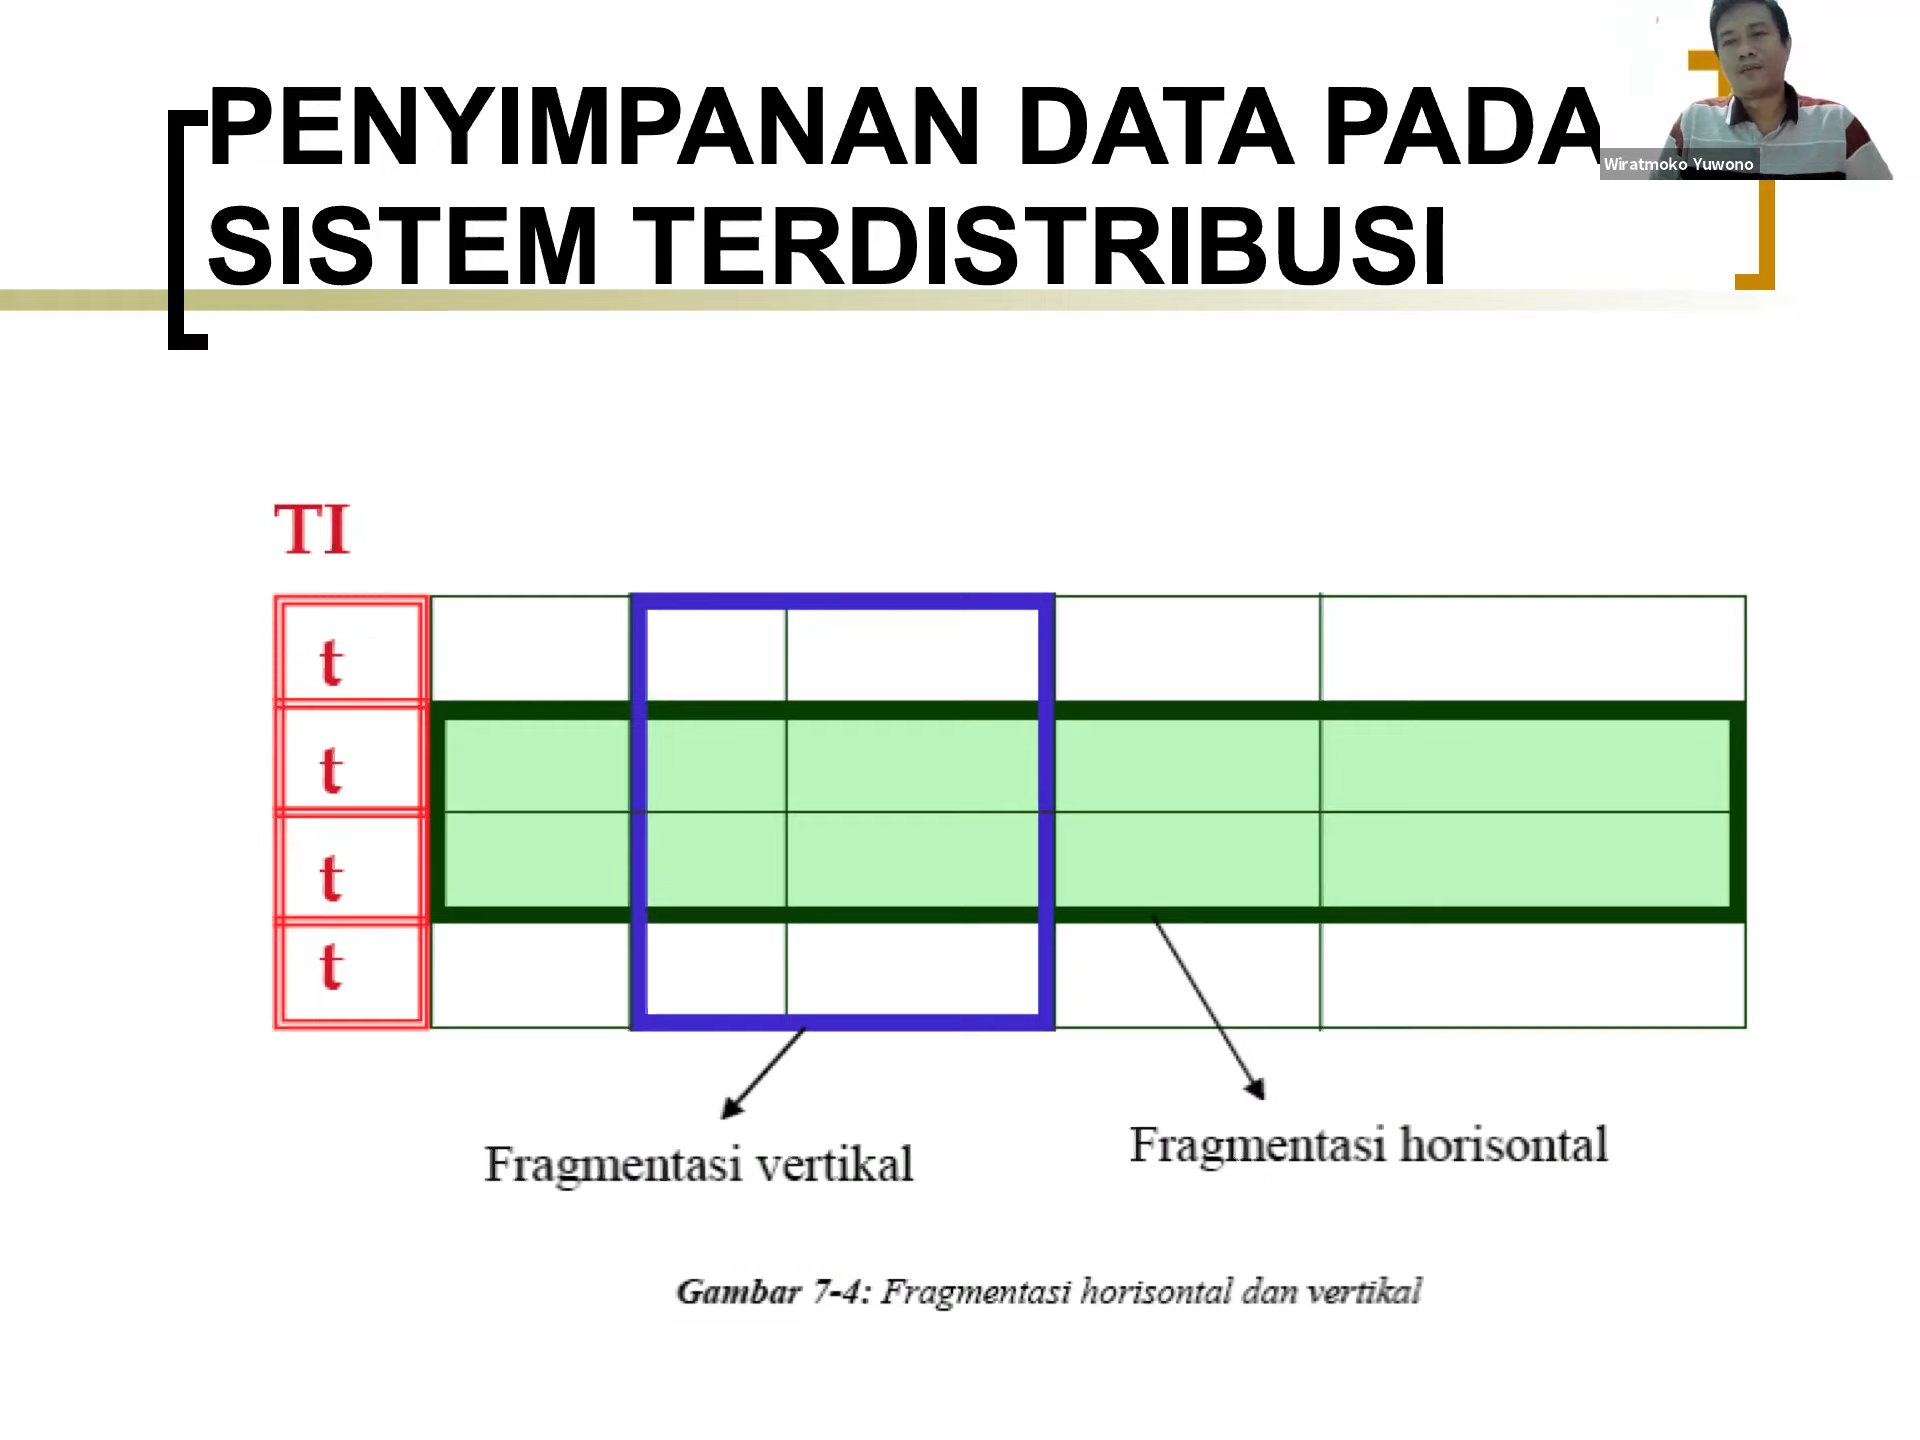 PENYIMPANAN DATA PADA
SISTEM TERDISTRIBUSI
Wiratmoko Yuwono
TI
t
t
t
t
Fragmentasi vertikal
Fragmentasi horisontal
Gambar 7-4: Fragmentasi horisontal dan vertikal